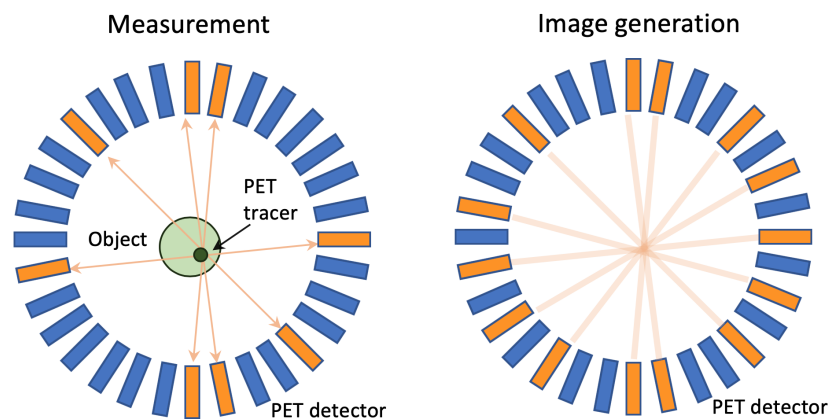 Measurement
Image generation
PET
tracer
Object
PET detector
PET detector